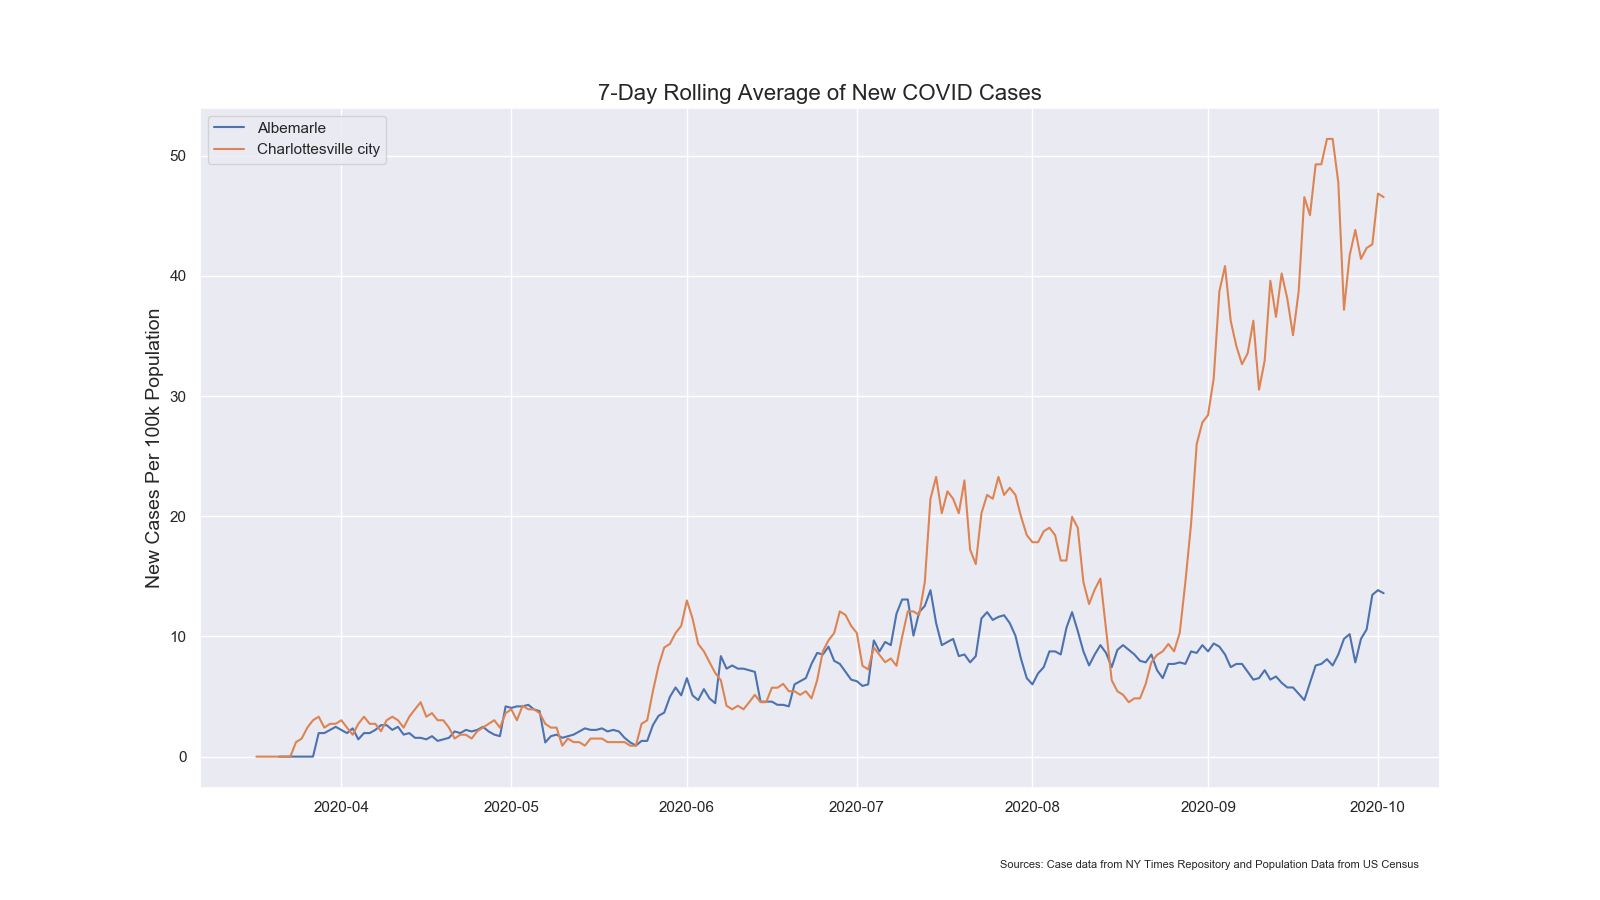 7-Day Rolling Average of New COVID Cases
Albemarle
Charlottesville city
New Cases Per 100k Population
50
40
30
20
10
0
2020-04
2020-05
2020-06
2020-07
2020-08
2020-09
2020-10
Sources: Case data from NY Times Repository and Population Data from US Census